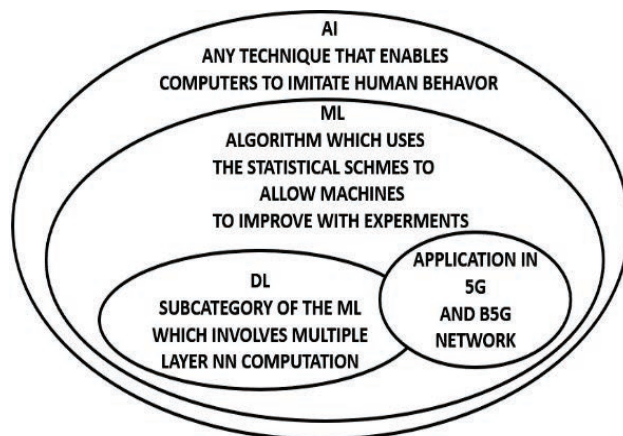 AI
ANY TECHNIQUE THAT ENABLES
COMPUTERS TO IMITATE HUMAN BEHAVOR
ML
ALGORITHM WHICH USES
THE STATISTICAL SCHMES TO
ALLOW MACHINES
TO IMPROVE WITH EXPERMENTS
DL
SUBCATEGORY OF THE ML
WHICH INVOLVES MULTIPLE
LAYER NN COMPUTATION
APPLICATION IN
5G
AND B5G
NETWORK